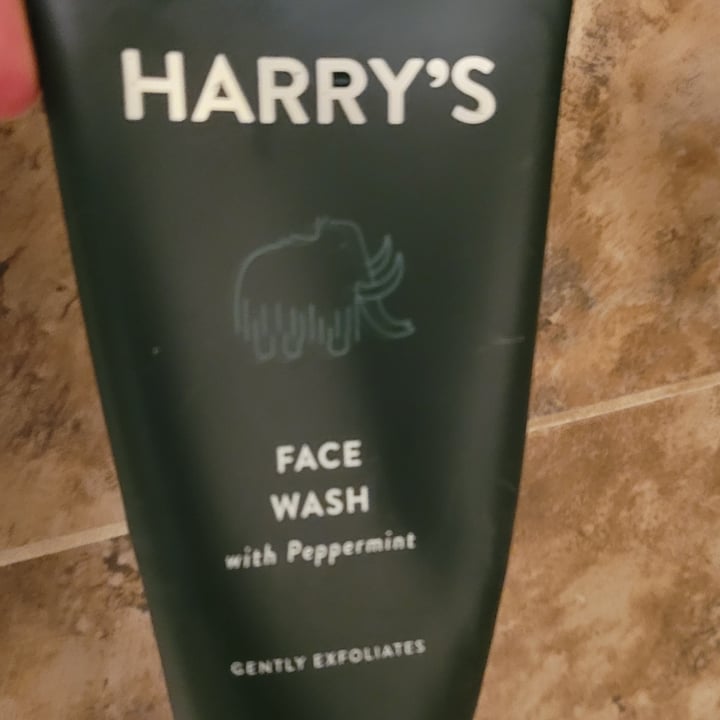 HARRY'S
FACE
WASH
with Peppermint
GENTLY EXFOLIATES